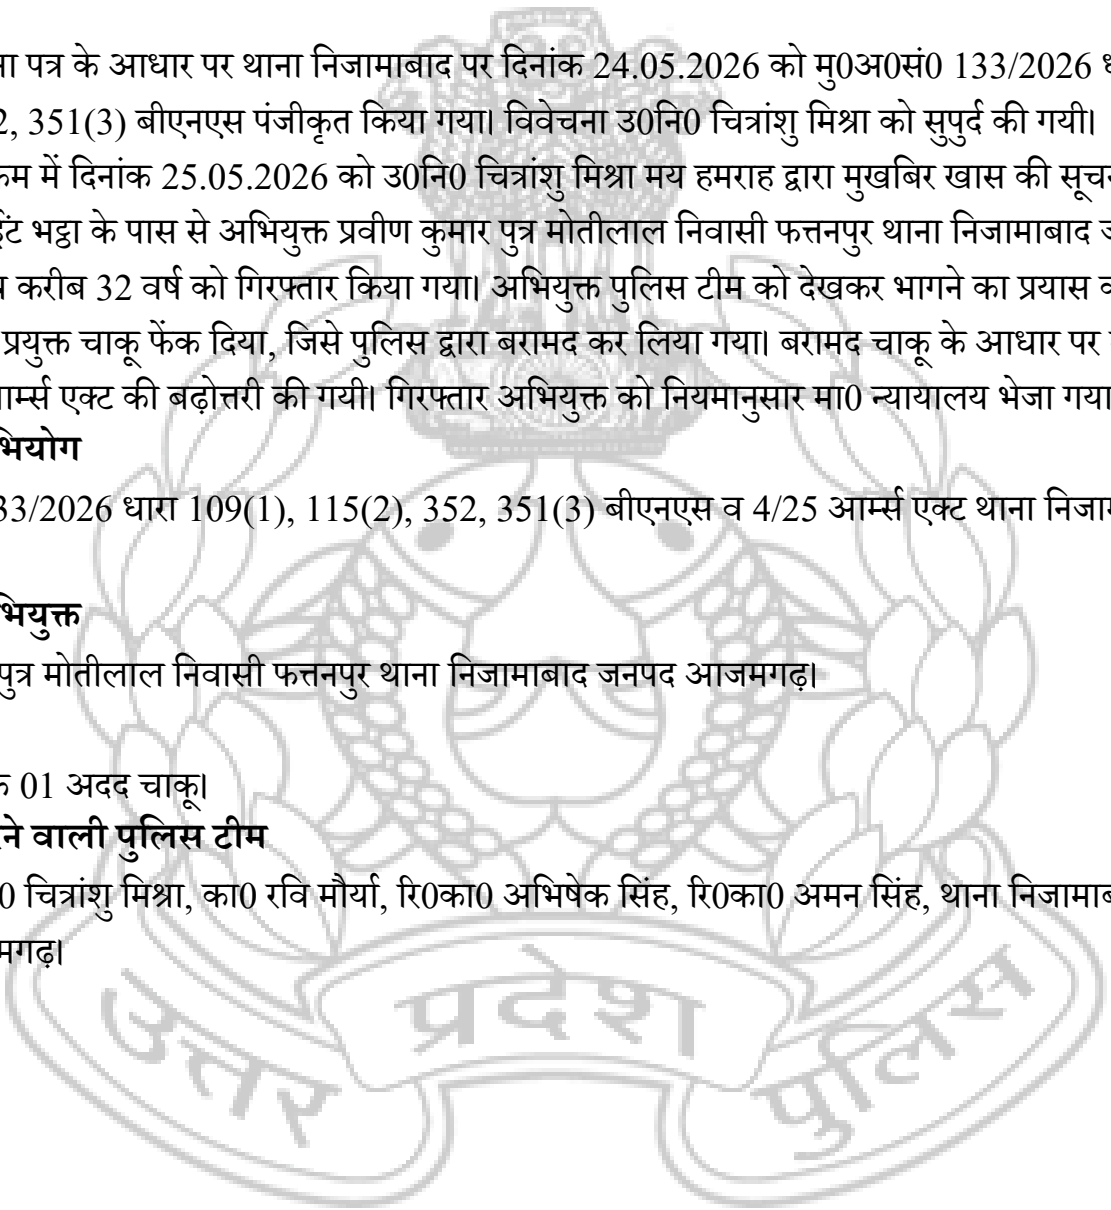 ना पत्र के आधार पर थाना निजामाबाद पर दिनांक 24.05.2026 को मु0अ0सं0 133/2026
2, 351(3) बीएनएस पंजीकृत किया गया। विवेचना उ0नि0 चित्रांशु मिश्रा को सुपुर्द की गयी।
में दिनांक 25.05.2026 को उ0नि0 चित्रांशु मिश्रा मय हमराह द्वारा मुखबिर खास की
ईंट भट्ठा के पास से अभियुक्त प्रवीण कुमार पुत्र मोतीलाल निवासी फत्तनपुर थाना निजामाबाद
करीब 32 वर्ष को गिरफ्तार किया गया। अभियुक्त पुलिस टीम को देखकर भागने का प्रयास
प्रयुक्त चाकू फेंक दिया, जिसे पुलिस द्वारा बरामद कर लिया गया। बरामद चाकू के आधार पर
आर्म्स एक्ट की बढ़ोत्तरी की गयी। गिरफ्तार अभियुक्त को नियमानुसार मा0 न्यायालय भेजा गया
भियोग
33/2026 धारा 109(1), 115(2), 352, 351(3) बीएनएस व 4/25 आर्म्स एक्ट थाना
भियुक्त
पुत्र मोतीलाल निवासी फत्तनपुर थाना निजामाबाद जनपद आजमगढ़।
01 अदद चाकू।
ने वाली पुलिस टीम
0 चित्रांशु मिश्रा, का0 रवि मौर्या, रि0का0 अभिषेक सिंह, रि0का0 अमन सिंह, थाना
मगढ़।
उत्तर प्रदेश पुलिस